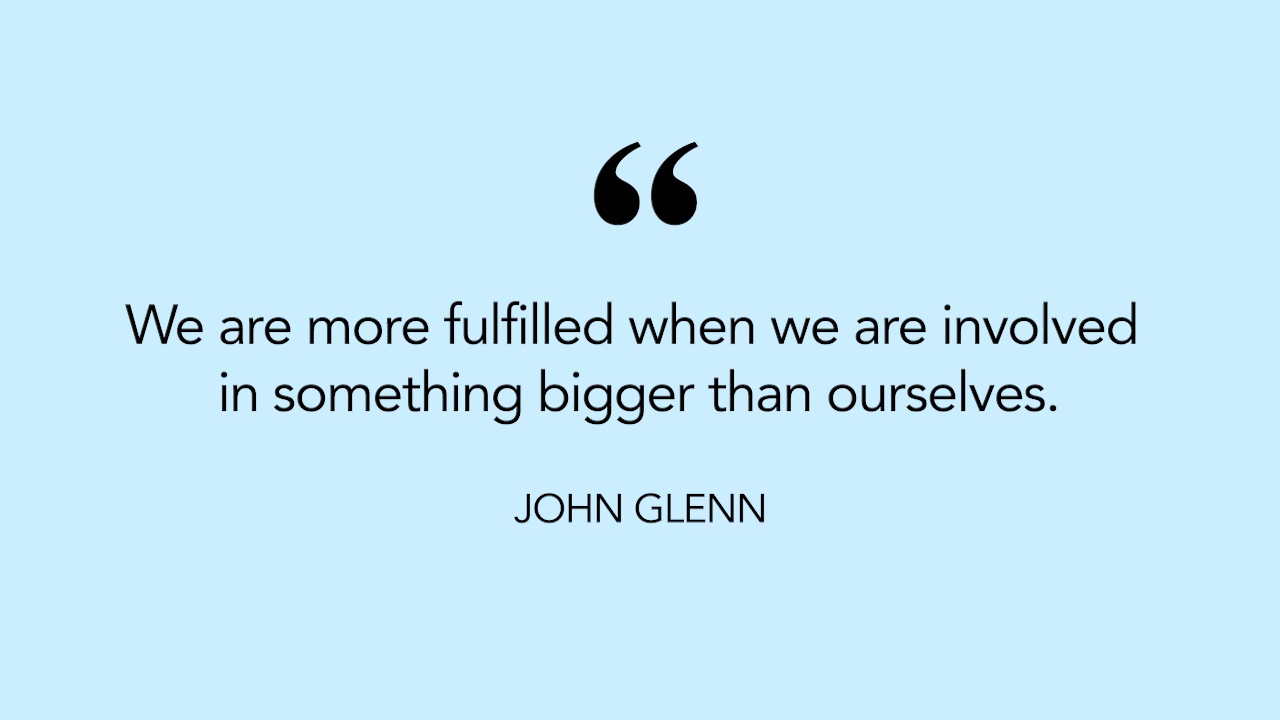 “
We are more fulfilled when we are involved
in something bigger than ourselves.
JOHN GLENN